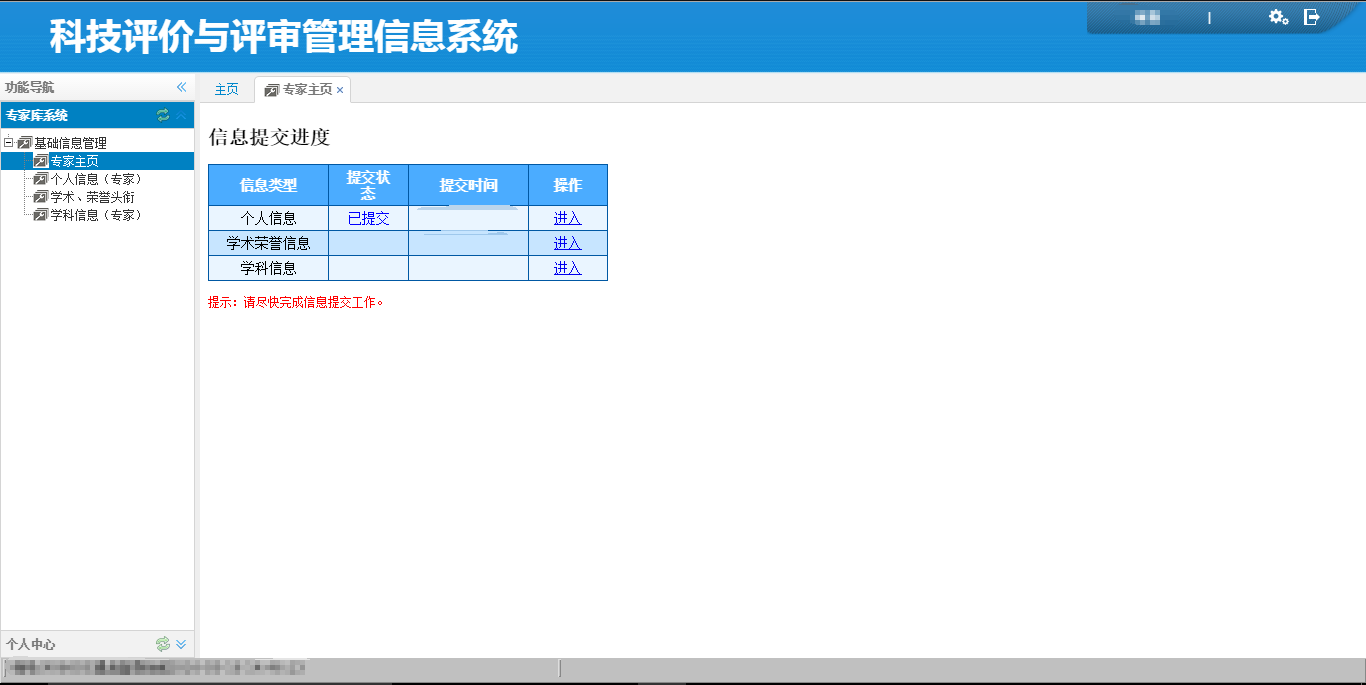 科技评价与评审管理信息系统
功能导航
主页
专家主页
专家库系统
基础信息管理
专家主页
个人信息（专家）
学术、荣誉头衔
学科信息（专家）
信息提交进度
信息类型 提交状态 提交时间 操作
个人信息 已提交 进入
学术荣誉信息 进入
学科信息 进入
提示：请尽快完成信息提交工作。
个人中心